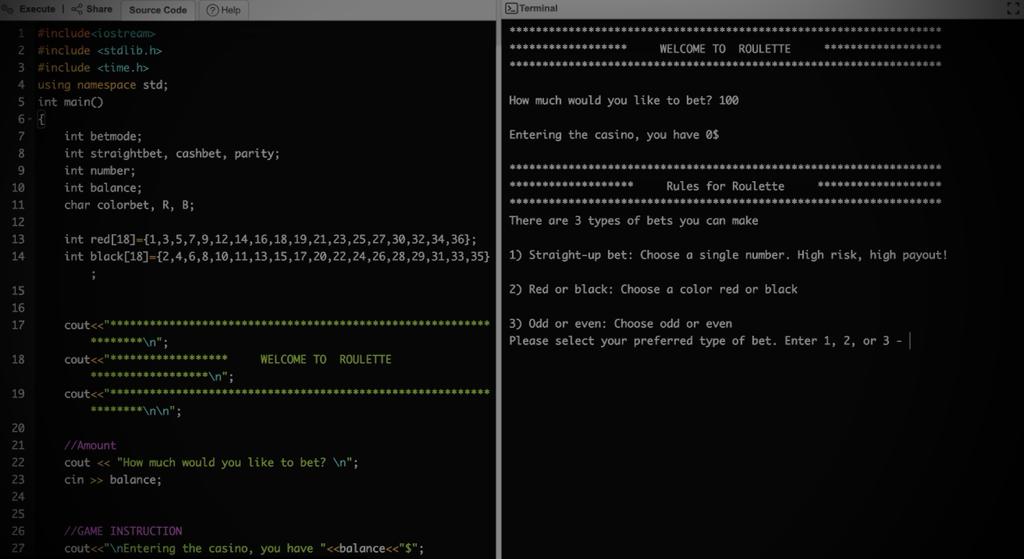 Execute | Share Source Code Help
1 #include<iostream>
2 #include <stdlib.h>
3 #include <time.h>
4 using namespace std;
5 int main()
6 {
7 int betmode;
8 int straightbet, cashbet, parity;
9 int number;
10 int balance;
11 char colorbet, R, B;
12
13 int red[18]={1,3,5,7,9,12,14,16,18,19,21,23,25,27,30,32,34,36};
14 int black[18]={2,4,6,8,10,11,13,15,17,20,22,24,26,28,29,31,33,35}
;
15
16
17 cout<<"**********************************************************
********\n";
18 cout<<"****************** WELCOME TO ROULETTE
******************\n";
19 cout<<"**********************************************************
********\n\n";
20
21 //Amount
22 cout << "How much would you like to bet? \n";
23 cin >> balance;
24
25
26 //GAME INSTRUCTION
27 cout<<"\nEntering the casino, you have "<<balance<<"$";
Terminal
******************************************************************
****************** WELCOME TO ROULETTE ******************
******************************************************************
How much would you like to bet? 100
Entering the casino, you have 0$
******************************************************************
******************* Rules for Roulette *******************
******************************************************************
There are 3 types of bets you can make
1) Straight-up bet: Choose a single number. High risk, high payout!
2) Red or black: Choose a color red or black
3) Odd or even: Choose odd or even
Please select your preferred type of bet. Enter 1, 2, or 3 -